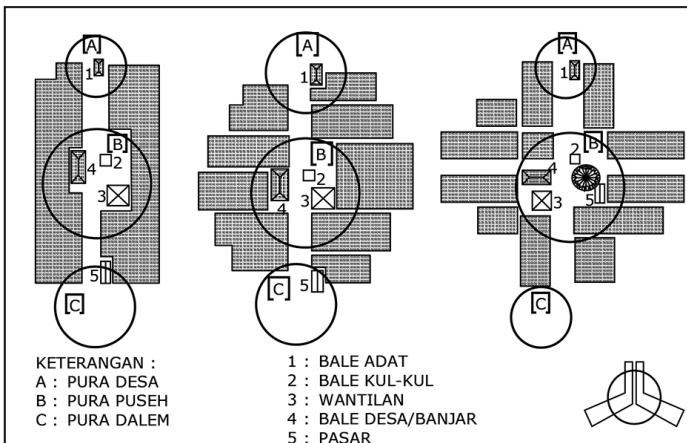 [A]
1
[B]
2
4
3
5
[C]
[A]
1
[B]
2
3
4
5
[C]
[A]
1
2
[B]
4
5
3
[C]
KETERANGAN :
A : PURA DESA
B : PURA PUSEH
C : PURA DALEM
1 : BALE ADAT
2 : BALE KUL-KUL
3 : WANTILAN
4 : BALE DESA/BANJAR
5 : PASAR